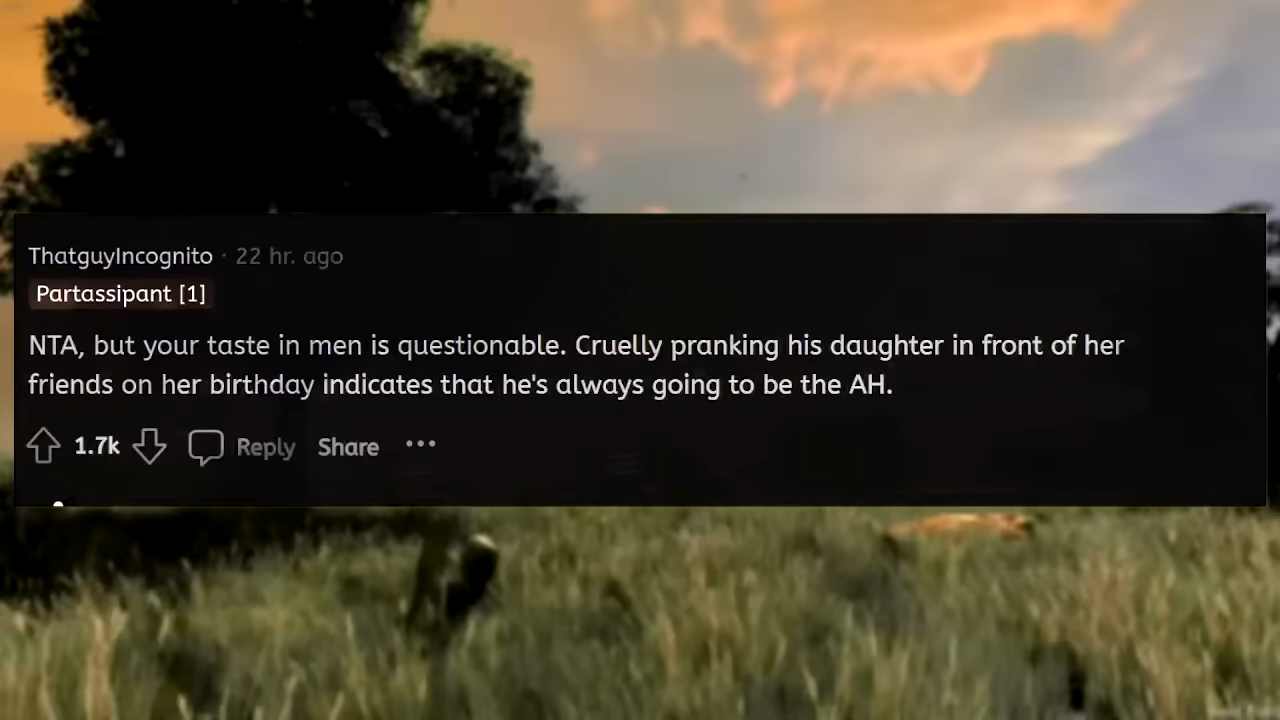 ThatguyIncognito · 22 hr. ago
Partassipant [1]
NTA, but your taste in men is questionable. Cruelly pranking his daughter in front of her
friends on her birthday indicates that he's always going to be the AH.
1.7k Reply Share ...